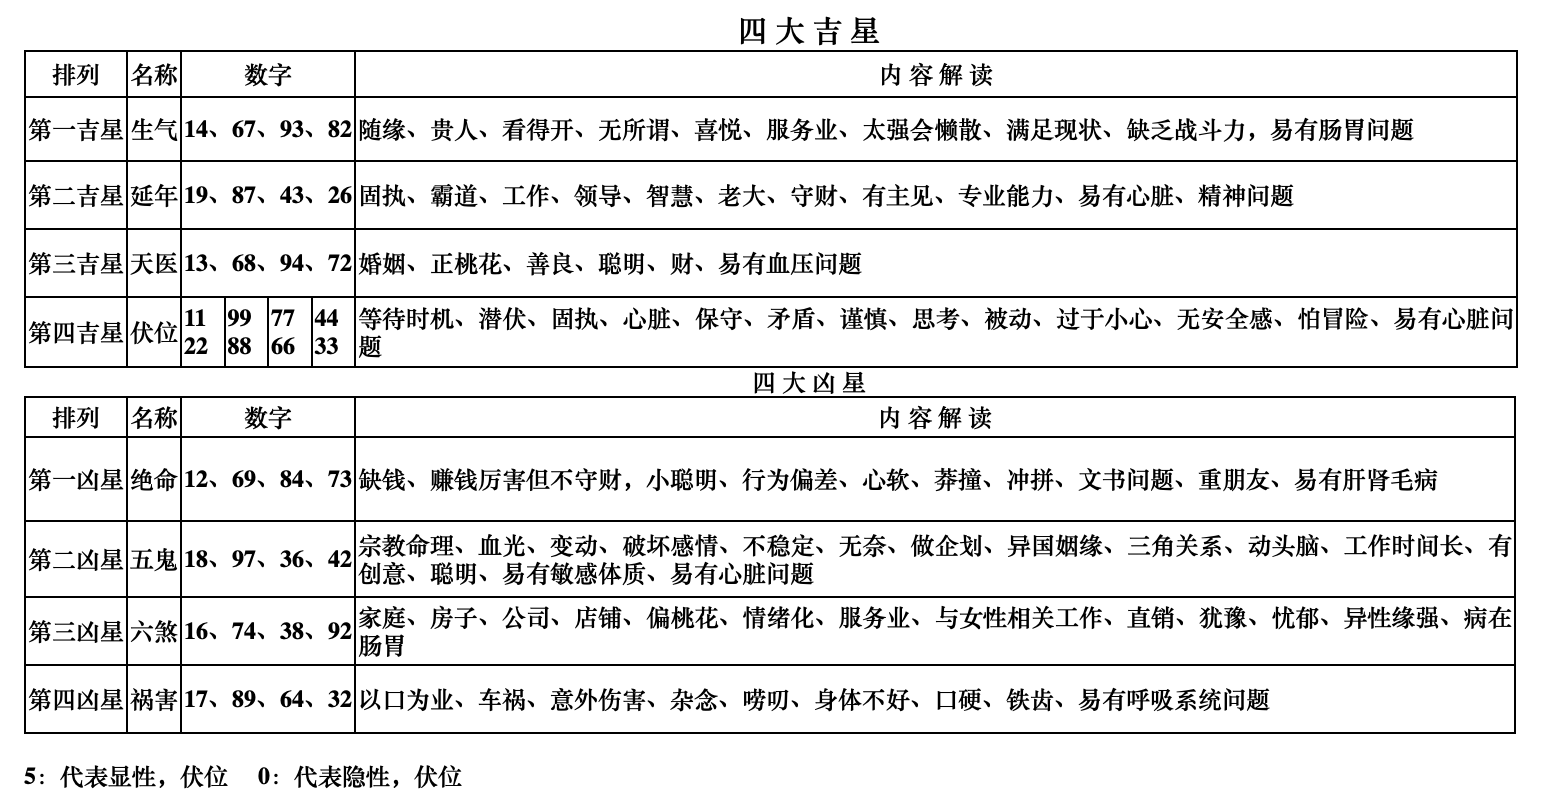 四 大 吉 星
排列 名称 数字 内 容 解 读
第一吉星 生气 14、67、93、82 随缘、贵人、看得开、无所谓、喜悦、服务业、太强会懒散、满足现状、缺乏战斗力，易有肠胃问题
第二吉星 延年 19、87、43、26 固执、霸道、工作、领导、智慧、老大、守财、有主见、专业能力、易有心脏、精神问题
第三吉星 天医 13、68、94、72 婚姻、正桃花、善良、聪明、财、易有血压问题
第四吉星 伏位 11 99 77 44 等待时机、潜伏、固执、心脏、保守、矛盾、谨慎、思考、被动、过于小心、无安全感、怕冒险、易有心脏问
22 88 66 33 题
四 大 凶 星
排列 名称 数字 内 容 解 读
第一凶星 绝命 12、69、84、73 缺钱、赚钱厉害但不守财，小聪明、行为偏差、心软、莽撞、冲拼、文书问题、重朋友、易有肝肾毛病
第二凶星 五鬼 18、97、36、42 宗教命理、血光、变动、破坏感情、不稳定、无奈、做企划、异国姻缘、三角关系、动头脑、工作时间长、有
创意、聪明、易有敏感体质、易有心脏问题
第三凶星 六煞 16、74、38、92 家庭、房子、公司、店铺、偏桃花、情绪化、服务业、与女性相关工作、直销、犹豫、忧郁、异性缘强、病在
肠胃
第四凶星 祸害 17、89、64、32 以口为业、车祸、意外伤害、杂念、唠叨、身体不好、口硬、铁齿、易有呼吸系统问题
5：代表显性，伏位 0：代表隐性，伏位